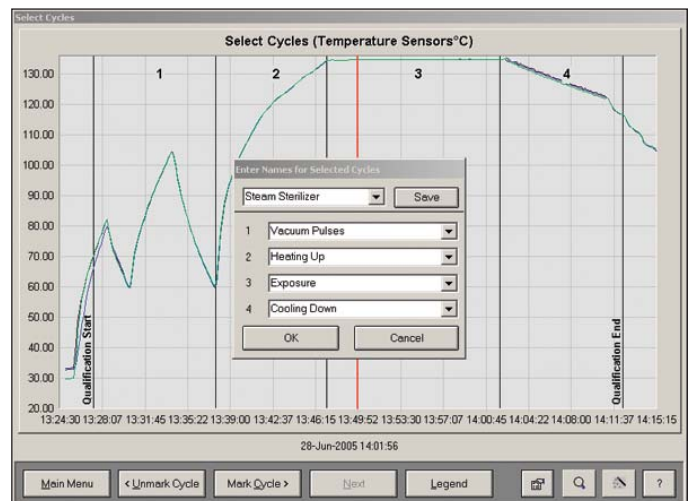 Select Cycles
Select Cycles (Temperature Sensors°C)
130.00
120.00
110.00
100.00
90.00
80.00
70.00
60.00
50.00
40.00
30.00
20.00
1
2
3
4
Qualification Start
Qualification End
Enter Names for Selected Cycles
Steam Sterilizer Save
1 Vacuum Pulses
2 Heating Up
3 Exposure
4 Cooling Down
OK Cancel
13:24:30 13:28:07 13:31:45 13:35:22 13:39:00 13:42:37 13:46:15 13:49:52 13:53:30 13:57:07 14:00:45 14:04:22 14:08:00 14:11:37 14:15:15
28-Jun-2005 14:01:56
Main Menu < Unmark Cycle Mark Cycle > Next Legend ?